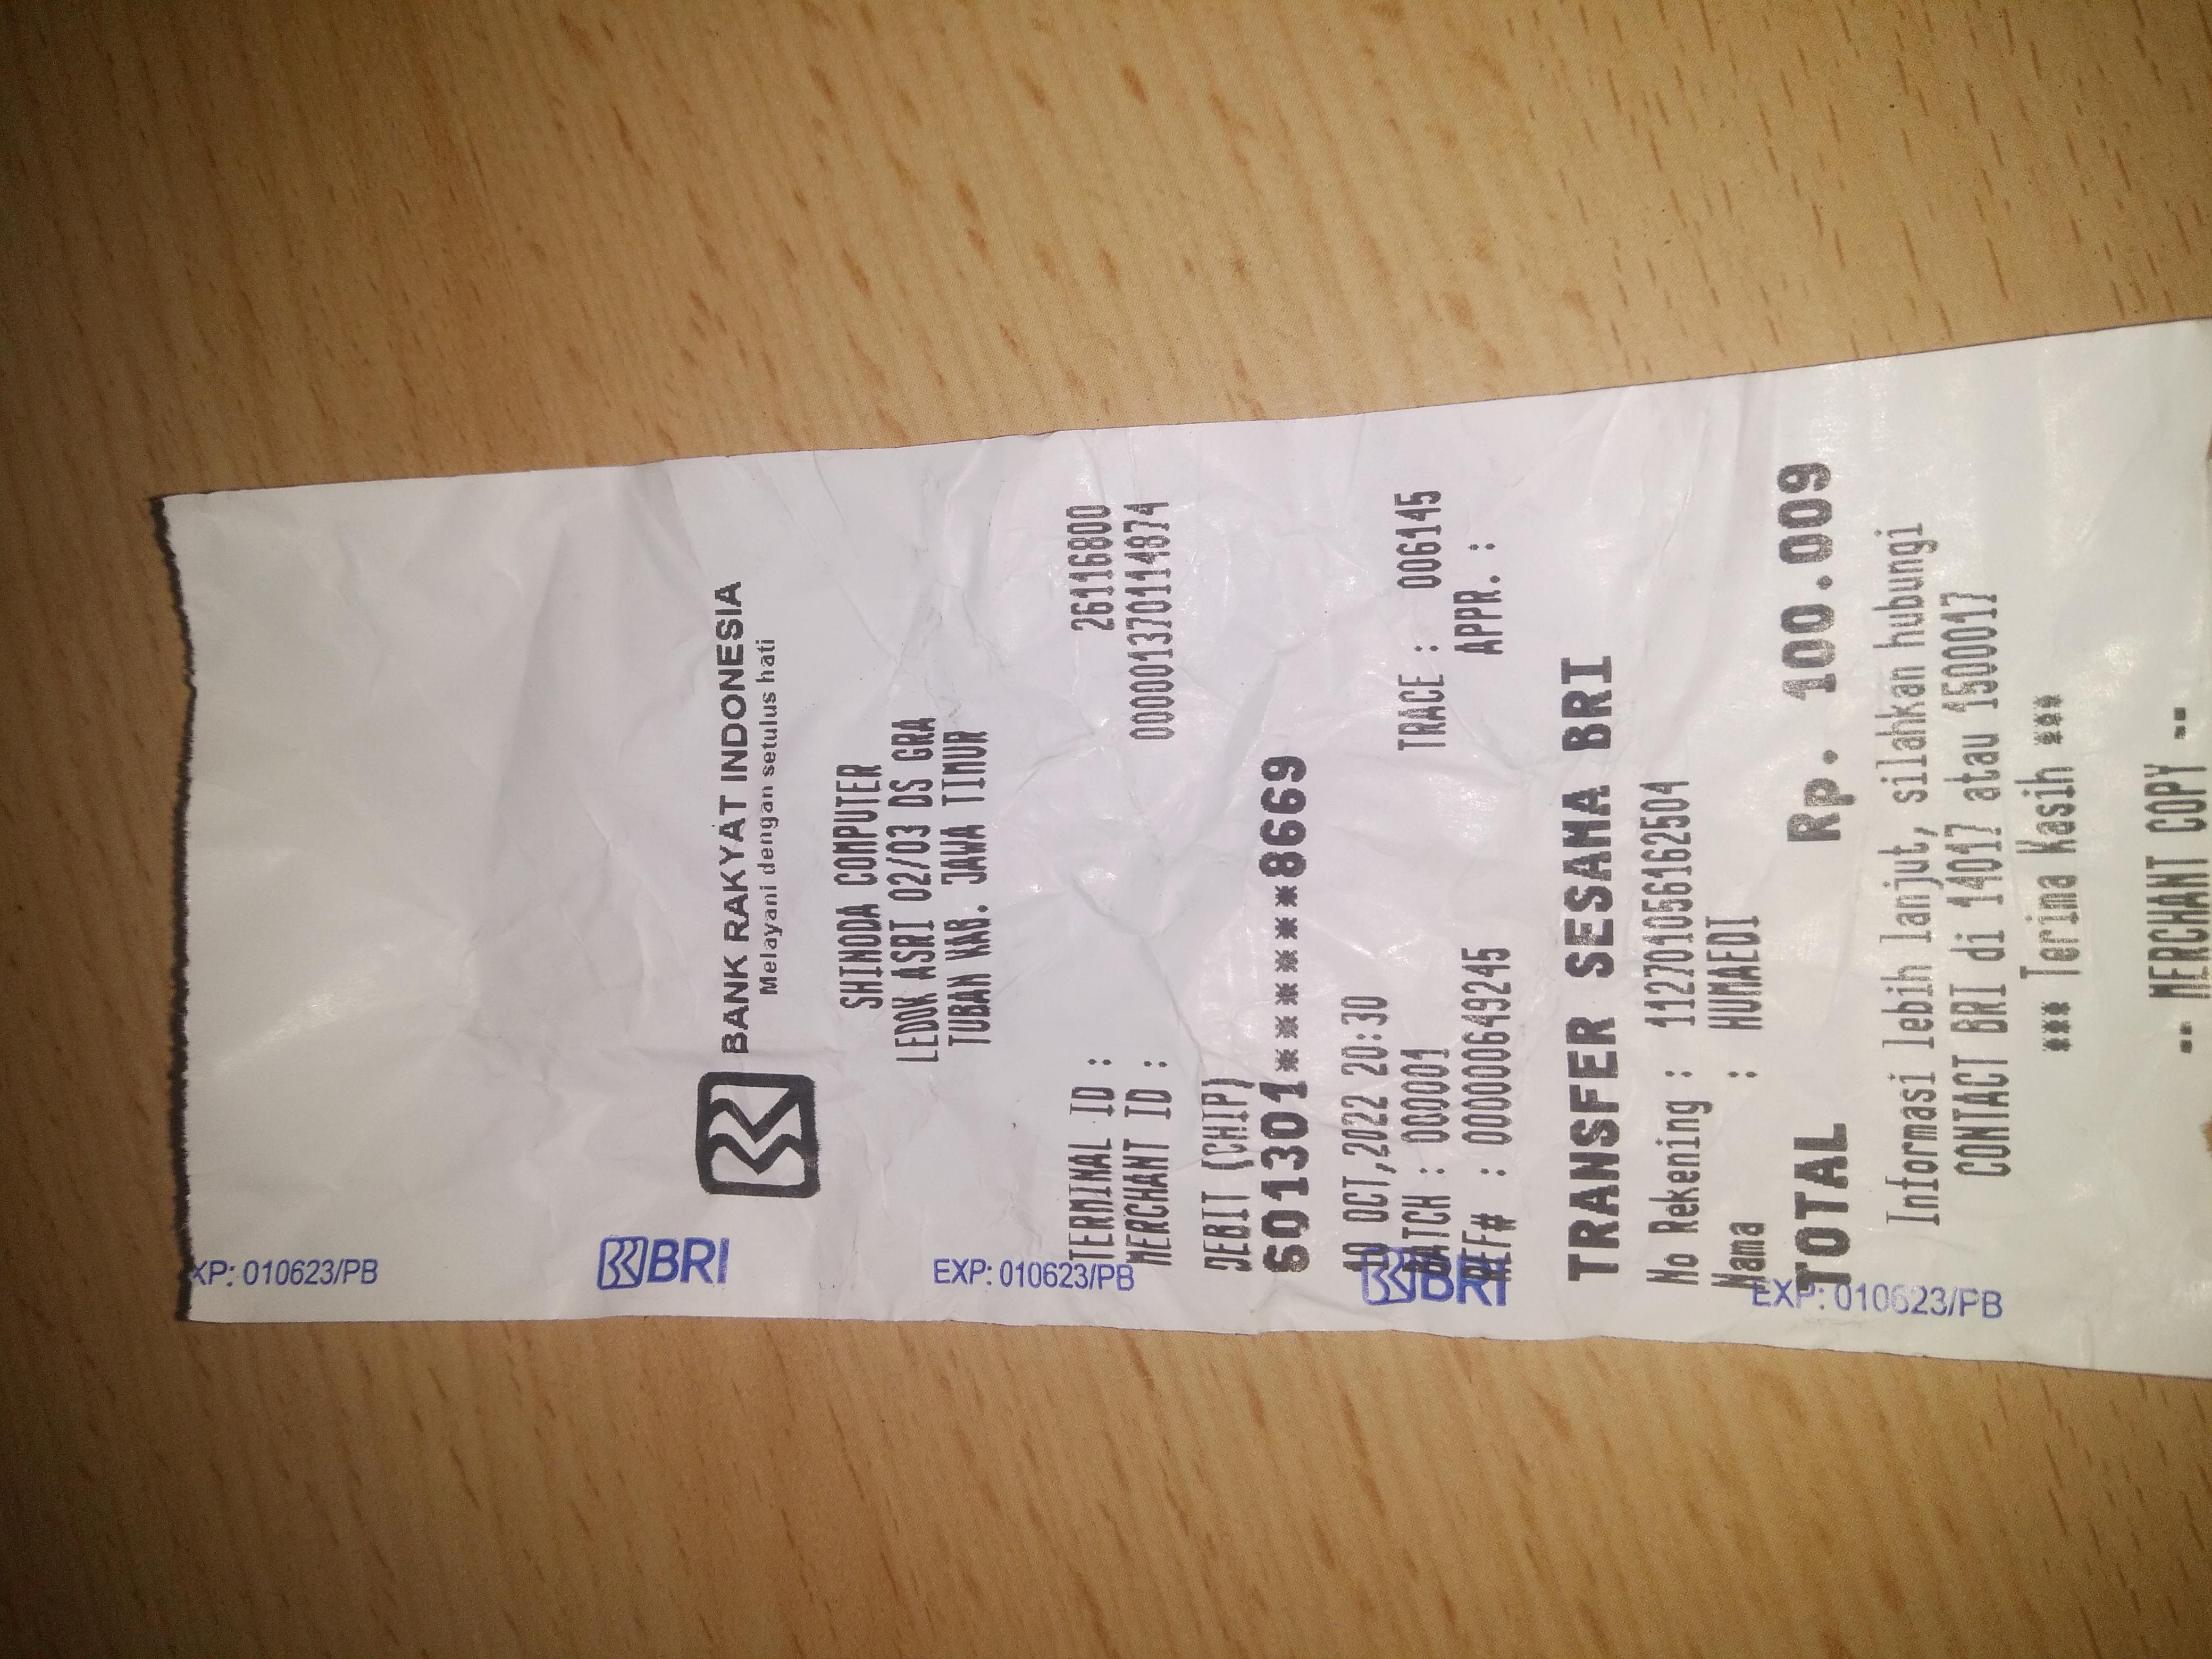 BANK RAKYAT INDONESIA
Melayani dengan setulus hati
SHINODA COMPUTER
LEDOK ASRI 02/03 DS GRA
TUBAN KAB. JAWA TIMUR
TERMINAL ID : 26116800
MERCHANT ID : 000001370114874
DEBIT (CHIP)
601301******8669
10 OCT,2022 20:30
BATCH : 000001 TRACE : 006145
REF# : 000000649245 APPR. :
TRANSFER SESAMA BRI
No Rekening : 112701056162504
Nama : HUMAEDI
TOTAL Rp. 100.009
Informasi lebih lanjut, silahkan hubungi
CONTACT BRI di 14017 atau 1500017
*** Terima Kasih ***
-- MERCHANT COPY --
XP: 010623/PB
BRI
EXP: 010623/PB
BRI
EXP: 010623/PB